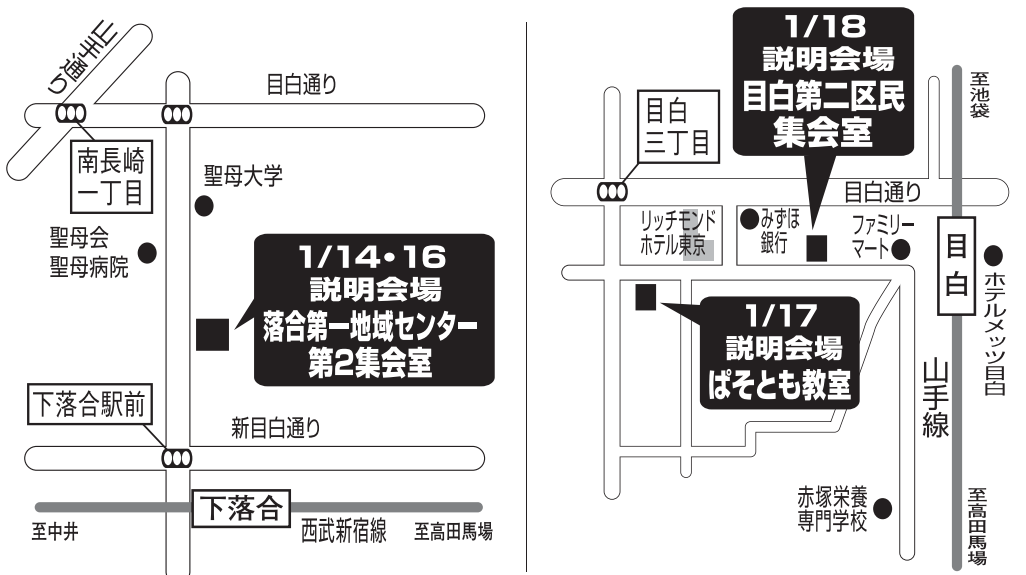 山手通り
目白通り
南長崎
一丁目
聖母大学
聖母会
聖母病院
1/14・16
説明会場
落合第一地域センター
第2集会室
下落合駅前
新目白通り
下落合
至中井
西武新宿線
至高田馬場
1/18
説明会場
目白第二区民
集会室
至池袋
目白
三丁目
目白通り
リッチモンド
ホテル東京
みずほ
銀行
ファミリー
マート
目白
ホテルメッツ目白
1/17
説明会場
ぱそとも教室
山手線
赤塚栄養
専門学校
至高田馬場